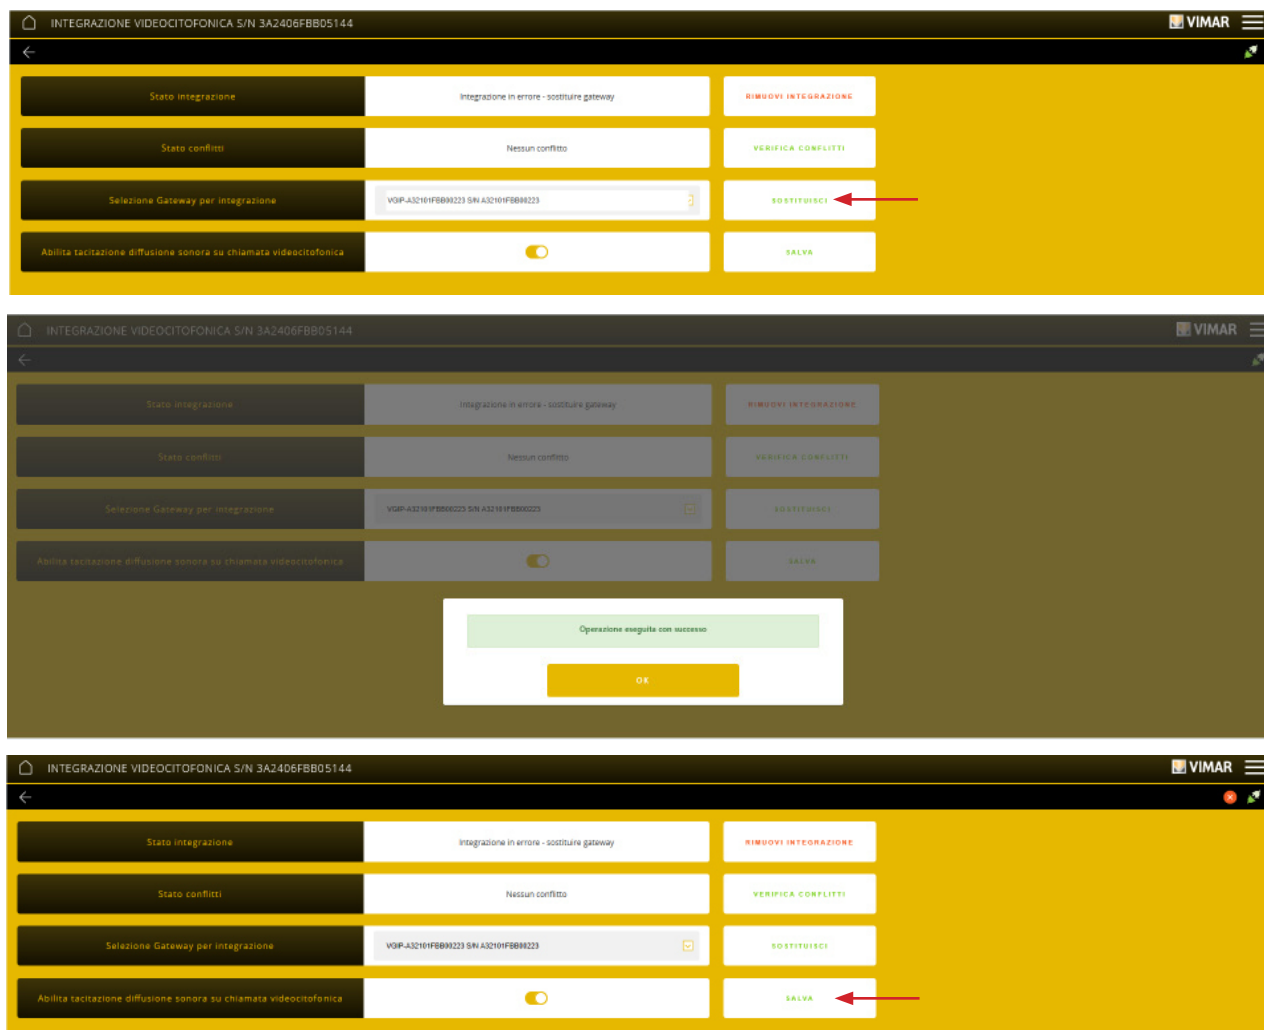 INTEGRAZIONE VIDEOCITOFONICA S/N 3A2406FBB05144
VIMAR
Stato integrazione
Integrazione in errore - sostituire gateway
RIMUOVI INTEGRAZIONE
Stato conflitti
Nessun conflitto
VERIFICA CONFLITTI
Selezione Gateway per integrazione
VGIP-A32101FBB00223 S/N A32101FBB00223
SOSTITUISCI
Abilita tacitazione diffusione sonora su chiamata videocitofonica
SALVA
INTEGRAZIONE VIDEOCITOFONICA S/N 3A2406FBB05144
VIMAR
Stato integrazione
Integrazione in errore - sostituire gateway
RIMUOVI INTEGRAZIONE
Stato conflitti
Nessun conflitto
VERIFICA CONFLITTI
Selezione Gateway per integrazione
VGIP-A32101FBB00223 S/N A32101FBB00223
SOSTITUISCI
Abilita tacitazione diffusione sonora su chiamata videocitofonica
SALVA
Operazione eseguita con successo
OK
INTEGRAZIONE VIDEOCITOFONICA S/N 3A2406FBB05144
VIMAR
Stato integrazione
Integrazione in errore - sostituire gateway
RIMUOVI INTEGRAZIONE
Stato conflitti
Nessun conflitto
VERIFICA CONFLITTI
Selezione Gateway per integrazione
VGIP-A32101FBB00223 S/N A32101FBB00223
SOSTITUISCI
Abilita tacitazione diffusione sonora su chiamata videocitofonica
SALVA